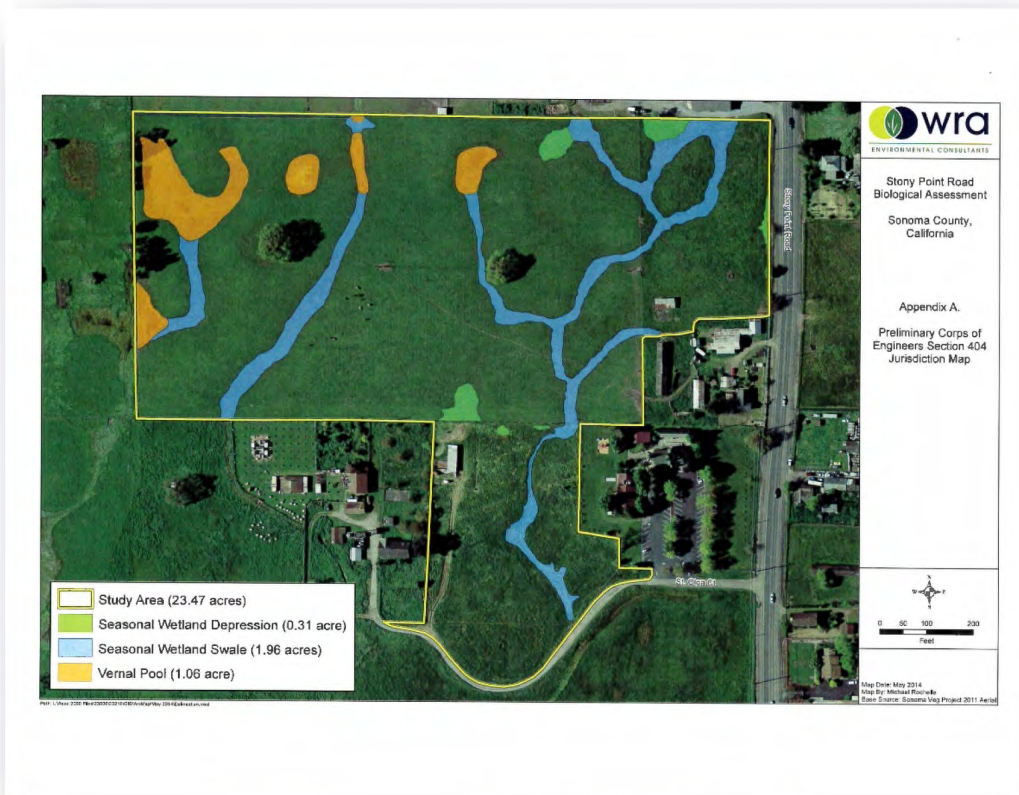 wra
ENVIRONMENTAL CONSULTANTS
Stony Point Road
Biological Assessment
Sonoma County,
California
Appendix A.
Preliminary Corps of
Engineers Section 404
Jurisdiction Map
Stony Point Road
St. Olga Ct
Study Area (23.47 acres)
Seasonal Wetland Depression (0.31 acre)
Seasonal Wetland Swale (1.96 acres)
Vernal Pool (1.06 acre)
N
W
E
S
0 50 100 200
Feet
Map Date: May 2014
Map By: Michael Rochelle
Base Source: Sonoma Veg Project 2011 Aerial